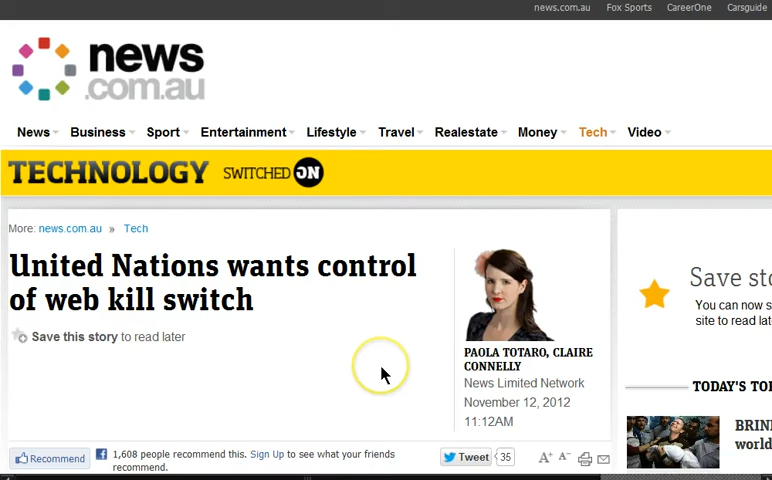 news.com.au Fox Sports CareerOne Carsguide
news
.com.au
News Business Sport Entertainment Lifestyle Travel Realestate Money Tech Video
TECHNOLOGY SWITCHED ON
More: news.com.au » Tech
United Nations wants control
of web kill switch
Save this story to read later
PAOLA TOTARO, CLAIRE
CONNELLY
News Limited Network
November 12, 2012
11:12AM
Recommend
1,608 people recommend this. Sign Up to see what your friends
recommend.
Tweet 35
A+ A-
Save sto
You can now s
site to read lat
TODAY'S TO
BRIN
world